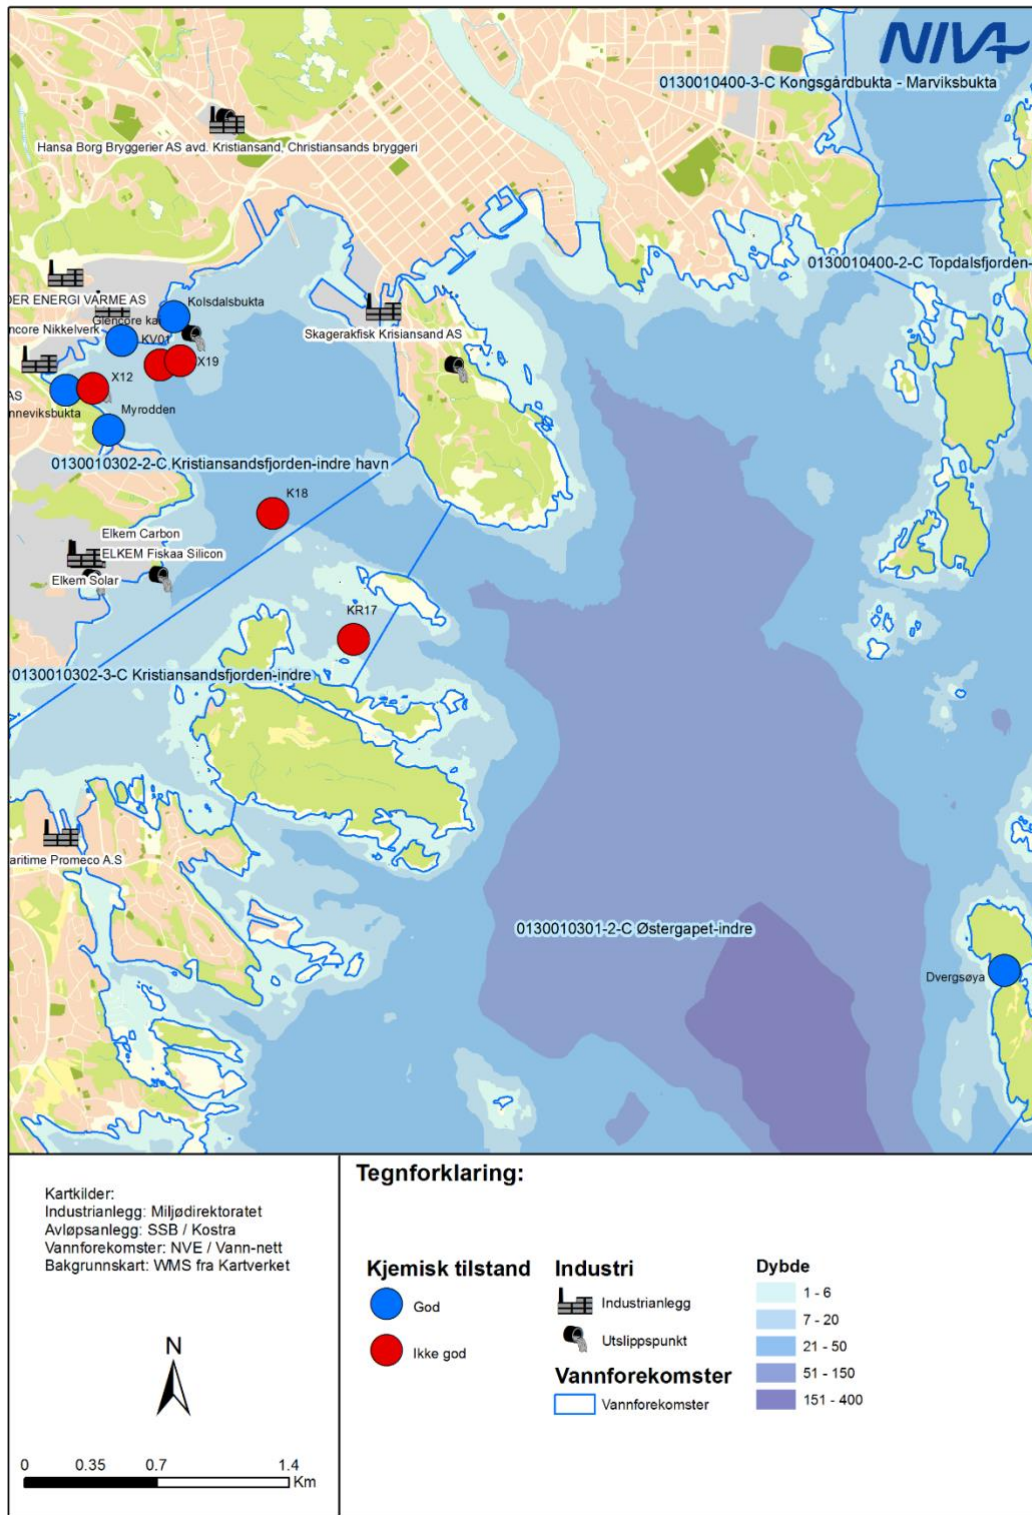 NIVA
0130010400-3-C Kongsgårdbukta - Marviksbukta
Hansa Borg Bryggerier AS avd. Kristiansand, Christiansands bryggeri
0130010400-2-C Topdalsfjorden-
DER ENERGI VARME AS
Kolsdalsbukta
Glencore kai
ncore Nikkelverk
KV01
X19
Skagerakfisk Krisiansand AS
X12
AS
nneviksbukta
Myrodden
0130010302-2-C Kristiansandsfjorden-indre havn
K18
Elkem Carbon
ELKEM Fiskaa Silicon
Elkem Solar
KR17
0130010302-3-C Kristiansandsfjorden-indre
aritime Promeco A.S
0130010301-2-C Østergapet-indre
Dvergsøya
Kartkilder:
Industrianlegg: Miljødirektoratet
Avløpsanlegg: SSB / Kostra
Vannforekomster: NVE / Vann-nett
Bakgrunnskart: WMS fra Kartverket
N
0 0.35 0.7 1.4
Km
Tegnforklaring:
Kjemisk tilstand
God
Ikke god
Industri
Industrianlegg
Utslippspunkt
Vannforekomster
Vannforekomster
Dybde
1 - 6
7 - 20
21 - 50
51 - 150
151 - 400